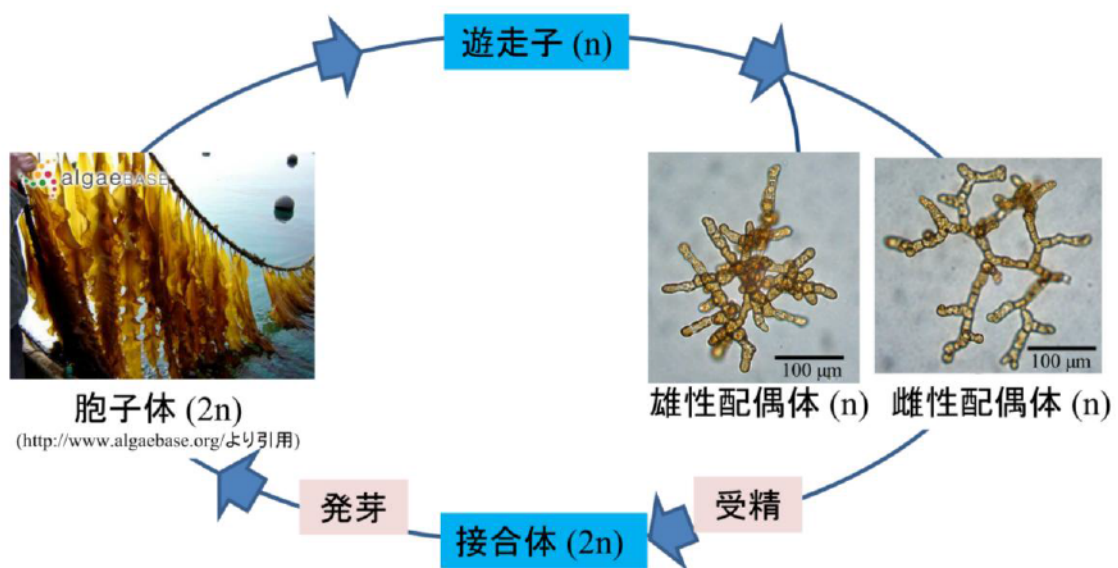 遊走子 (n)
algaeBASE
100 µm
100 µm
胞子体 (2n)
(http://www.algaebase.org/より引用)
雄性配偶体 (n)
雌性配偶体 (n)
発芽
受精
接合体 (2n)